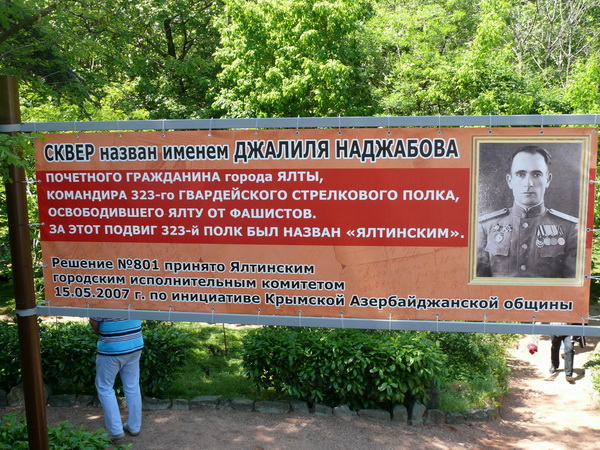 СКВЕР назван именем ДЖАЛИЛЯ НАДЖАБОВА
ПОЧЕТНОГО ГРАЖДАНИНА города ЯЛТЫ,
КОМАНДИРА 323-го ГВАРДЕЙСКОГО СТРЕЛКОВОГО ПОЛКА,
ОСВОБОДИВШЕГО ЯЛТУ ОТ ФАШИСТОВ.
ЗА ЭТОТ ПОДВИГ 323-й ПОЛК БЫЛ НАЗВАН «ЯЛТИНСКИМ».
Решение №801 принято Ялтинским
городским исполнительным комитетом
15.05.2007 г. по инициативе Крымской Азербайджанской общины